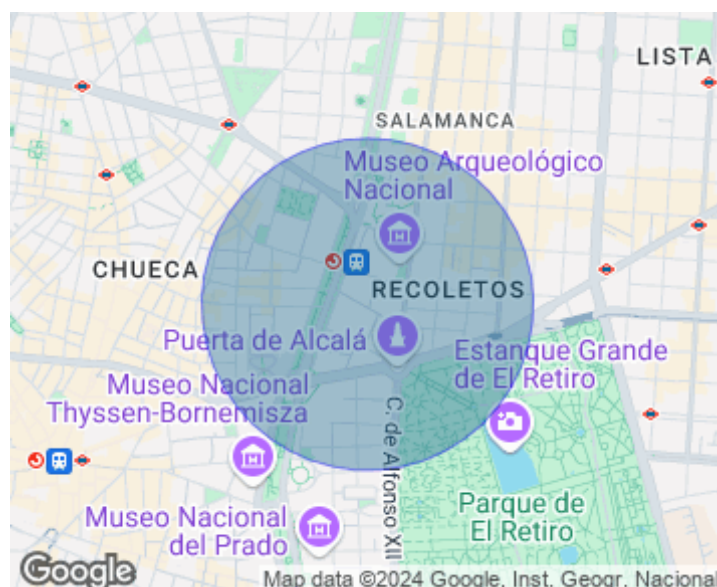 LISTA
SALAMANCA
Museo Arqueológico
Nacional
CHUECA
RECOLETOS
Puerta de Alcalá
Estanque Grande
de El Retiro
Museo Nacional
Thyssen-Bornemisza
C. de Alfonso XII
Museo Nacional
del Prado
Parque de
El Retiro
Google
Map data ©2024 Google, Inst. Geogr. Nacional